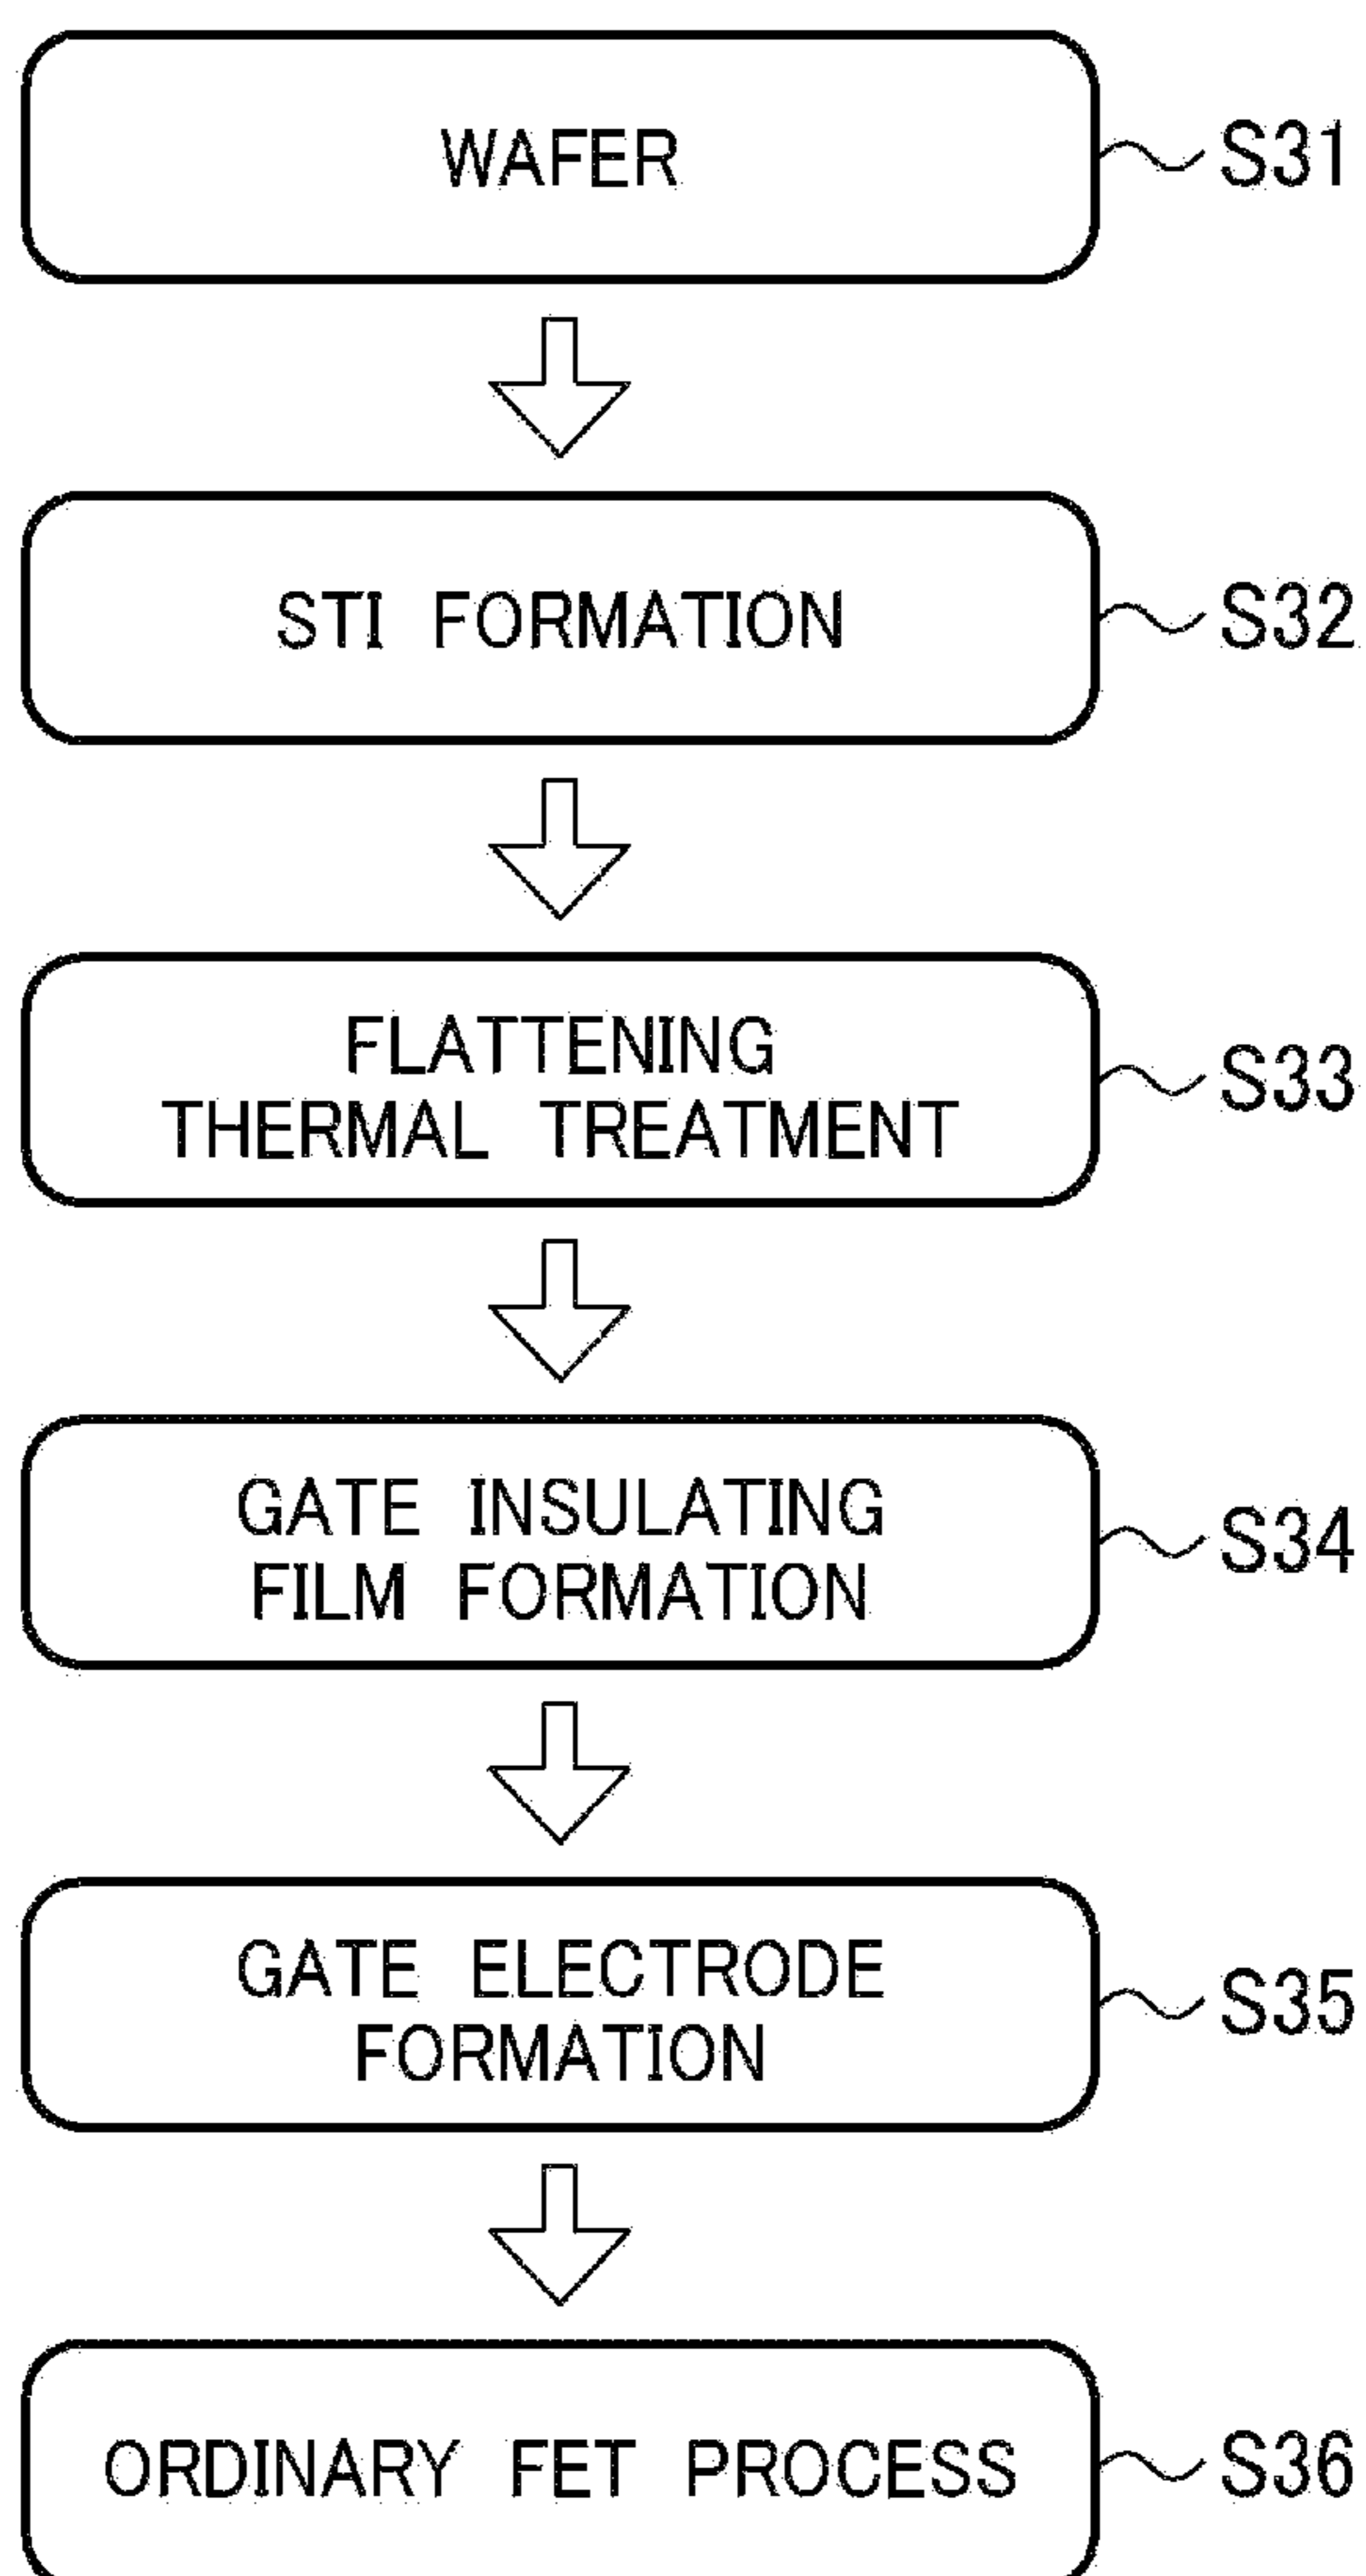 WAFER
S31
STI FORMATION
S32
FLATTENING
THERMAL TREATMENT
S33
GATE INSULATING
FILM FORMATION
S34
GATE ELECTRODE
FORMATION
S35
ORDINARY FET PROCESS
S36